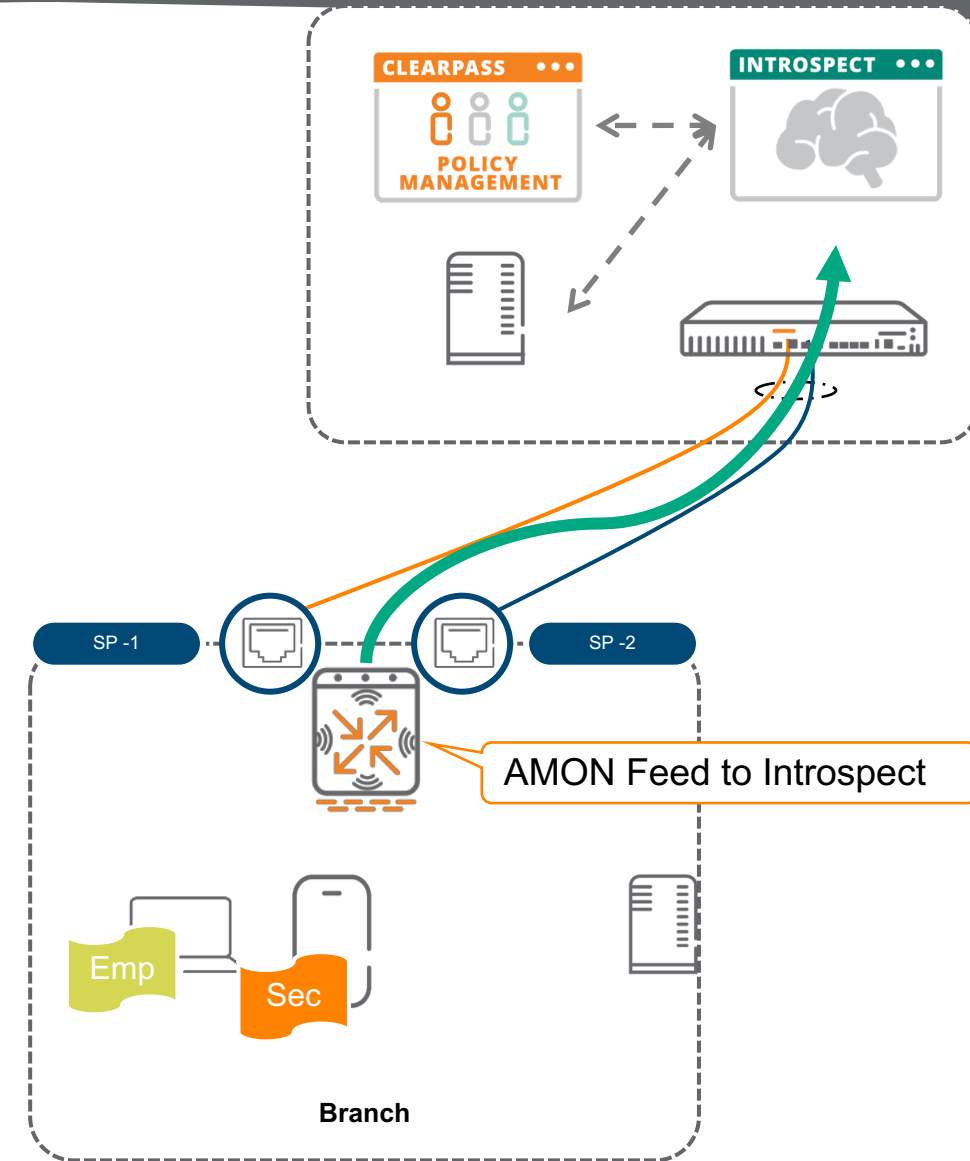 CLEARPASS
INTROSPECT
POLICY
MANAGEMENT
SP -1
SP -2
AMON Feed to Introspect
Emp
Sec
Branch